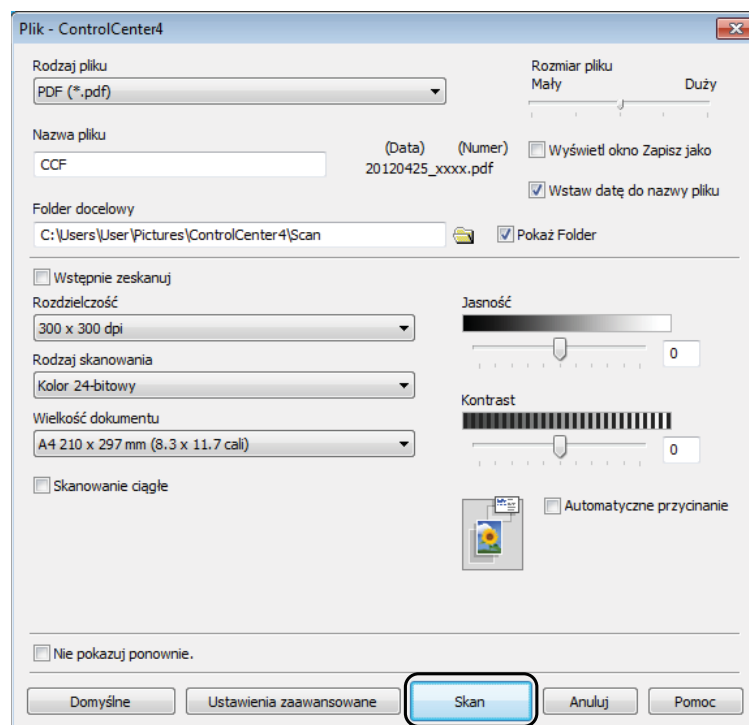 Plik - ControlCenter4
Rodzaj pliku
Rozmiar pliku
PDF (*.pdf)
Mały Duży
Nazwa pliku
(Data) (Numer)
CCF
20120425_xxxx.pdf
Wyświetl okno Zapisz jako
Wstaw datę do nazwy pliku
Folder docelowy
C:\Users\User\Pictures\ControlCenter4\Scan
Pokaż Folder
Wstępnie zeskanuj
Rozdzielczość
Jasność
300 x 300 dpi
0
Rodzaj skanowania
Kolor 24-bitowy
Kontrast
Wielkość dokumentu
A4 210 x 297 mm (8.3 x 11.7 cali)
0
Skanowanie ciągłe
Automatyczne przycinanie
Nie pokazuj ponownie.
Domyślne Ustawienia zaawansowane Skan Anuluj Pomoc